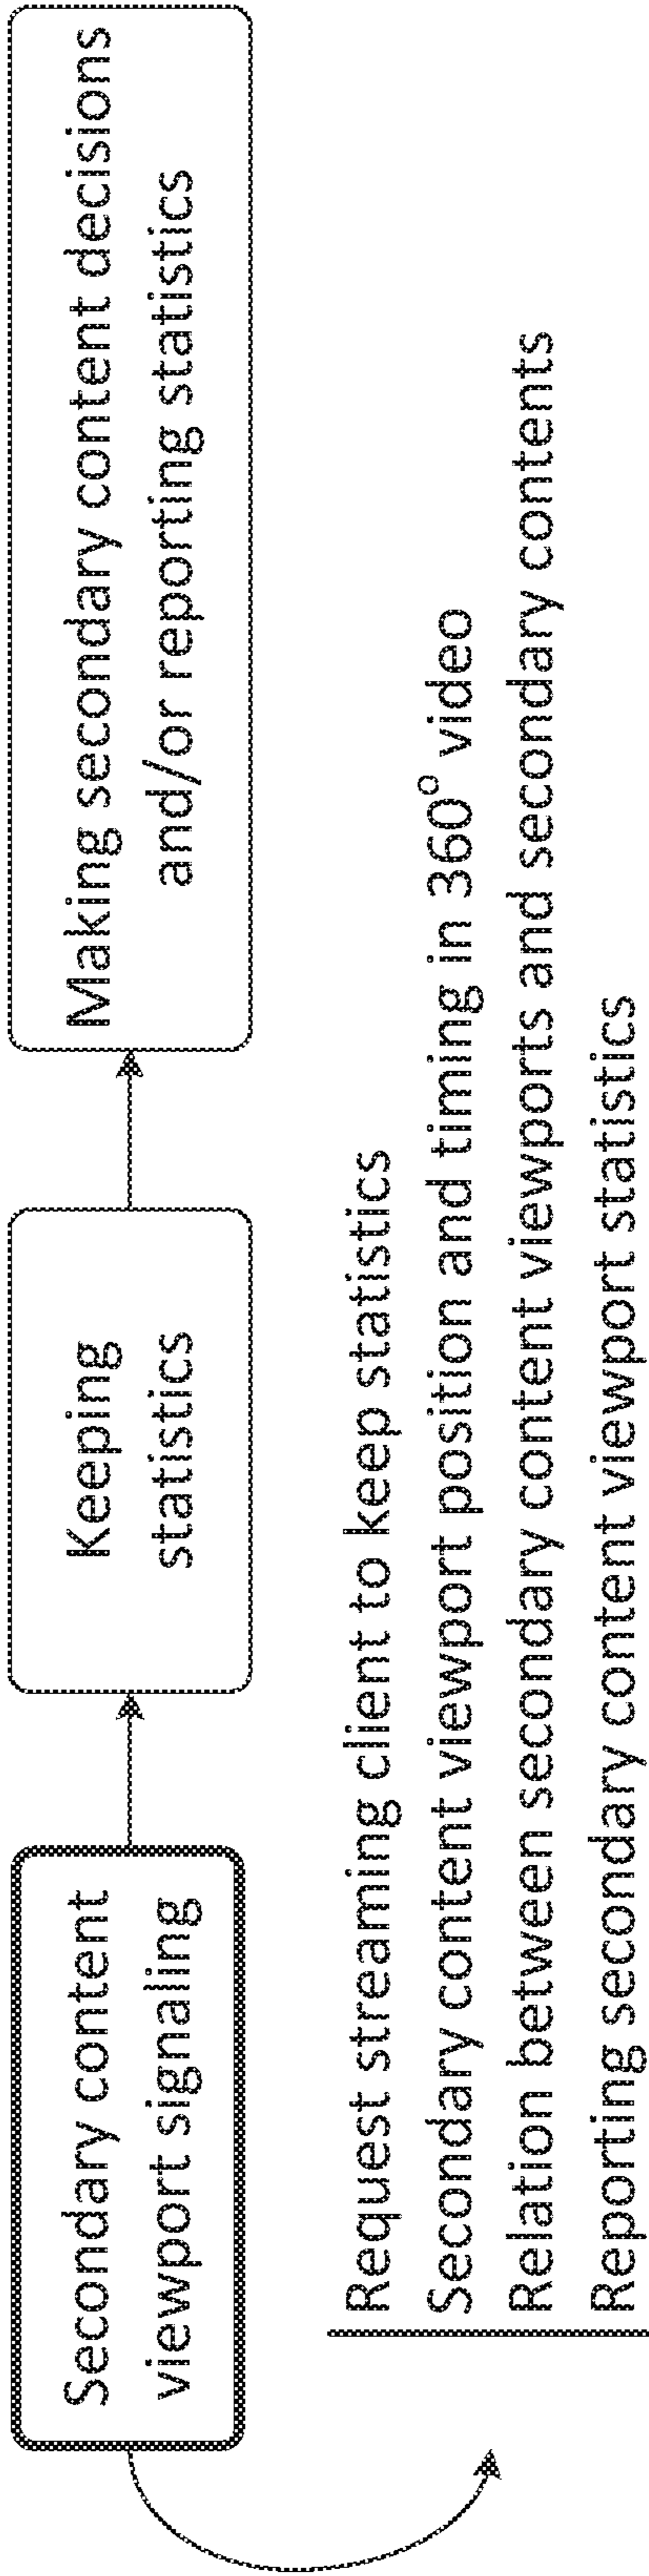 Secondary content
viewport signaling
Keeping
statistics
Making secondary content decisions
and/or reporting statistics
Request streaming client to keep statistics
Secondary content viewport position and timing in 360° video
Relation between secondary content viewports and secondary contents
Reporting secondary content viewport statistics